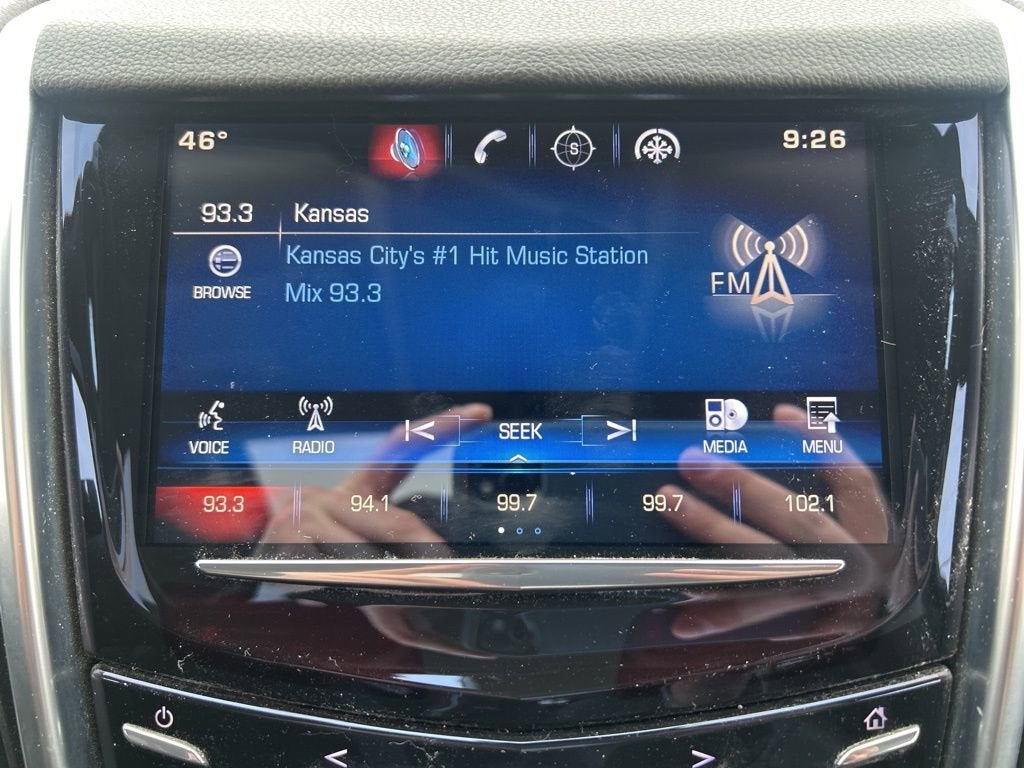 46° S 9:26
93.3 Kansas
BROWSE
Kansas City's #1 Hit Music Station
Mix 93.3
FM
VOICE RADIO SEEK MEDIA MENU
93.3 94.1 99.7 99.7 102.1